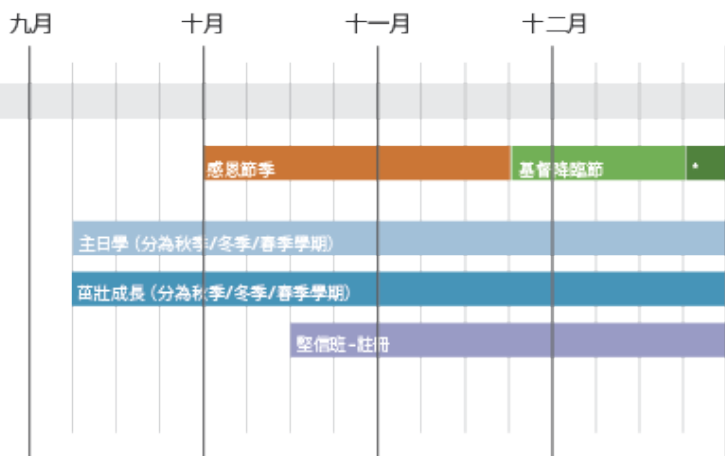 九月 十月 十一月 十二月
感恩節季 基督降臨節 *
主日學 (分為秋季/冬季/春季學期)
茁壯成長 (分為秋季/冬季/春季學期)
堅信班-註冊